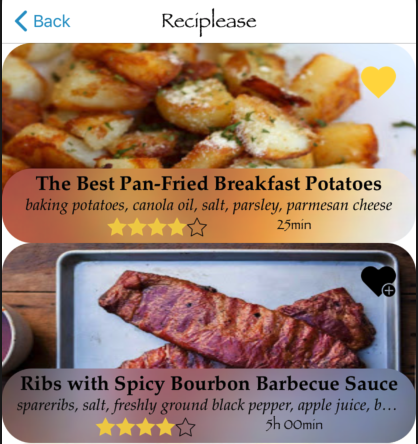 Back
Reciplease
The Best Pan-Fried Breakfast Potatoes
baking potatoes, canola oil, salt, parsley, parmesan cheese
25min
Ribs with Spicy Bourbon Barbecue Sauce
spareribs, salt, freshly ground black pepper, apple juice, b...
5h 00min